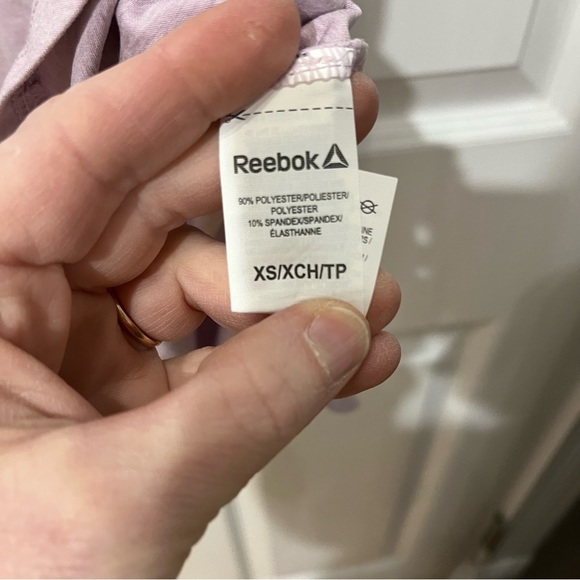 Reebok
90% POLYESTER/POLIESTER/
POLYESTER
10% SPANDEX/SPANDEX/
ÉLASTHANNE
XS/XCH/TP